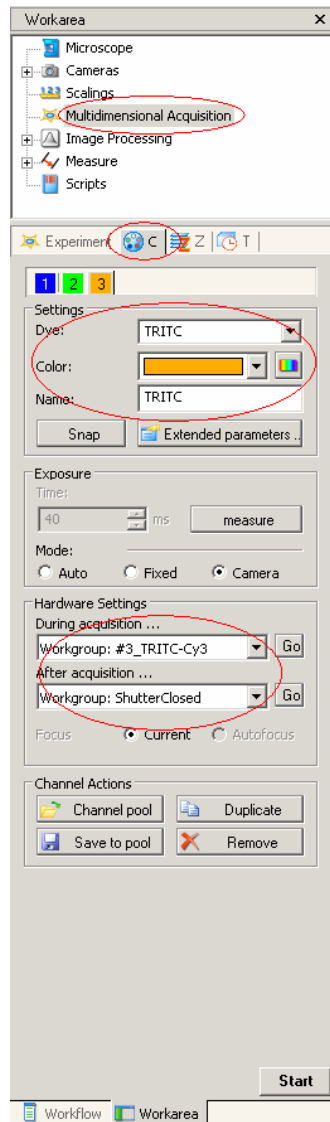 Workarea
Microscope
Cameras
123 Scalings
Multidimensional Acquisition
Image Processing
Measure
Scripts
Experiment C Z T
1 2 3
Settings
Dye: TRITC
Color:
Name: TRITC
Snap Extended parameters ..
Exposure
Time:
40 ms measure
Mode:
Auto Fixed Camera
Hardware Settings
During acquisition ...
Workgroup: #3_TRITC-Cy3 Go
After acquisition ...
Workgroup: ShutterClosed Go
Focus Current Autofocus
Channel Actions
Channel pool Duplicate
Save to pool Remove
Start
Workflow Workarea